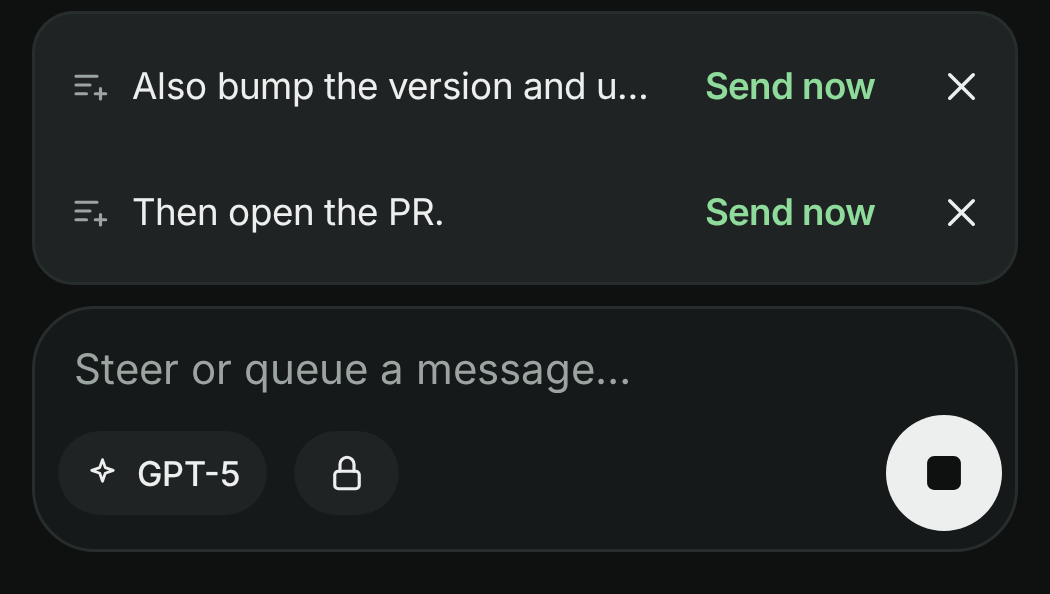 Also bump the version and u...
Send now
Then open the PR.
Send now
Steer or queue a message...
GPT-5